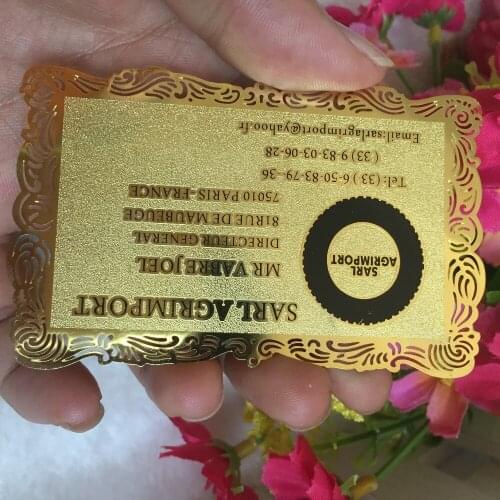 SARL AGRIMPORT
MR VABRE JOEL
DIRECTEUR GENERAL
81RUE DE MAUBEUGE
75010 PARIS-FRANCE
Tel: (33) 6-50-83-79-36
(33) 9-83-03-06-28
Email:sarlagrimport@yahoo.fr
SARL
AGRIMPORT